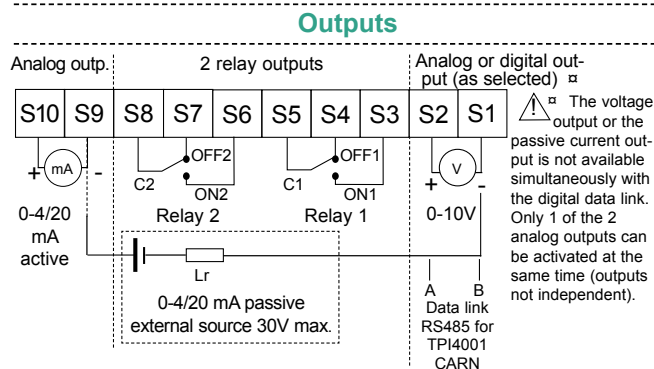 Outputs
Analog outp.
2 relay outputs
Analog or digital out-
put (as selected) ¤
S10 S9 S8 S7 S6 S5 S4 S3 S2 S1
¤ The voltage
output or the
passive current out-
put is not available
simultaneously with
the digital data link.
Only 1 of the 2
analog outputs can
be activated at the
same time (outputs
not independent).
+ mA -
C2 OFF2
ON2
C1 OFF1
ON1
+ V -
0-4/20
mA
active
Relay 2
Relay 1
0-10V
Lr
0-4/20 mA passive
external source 30V max.
A B
Data link
RS485 for
TPI4001
CARN